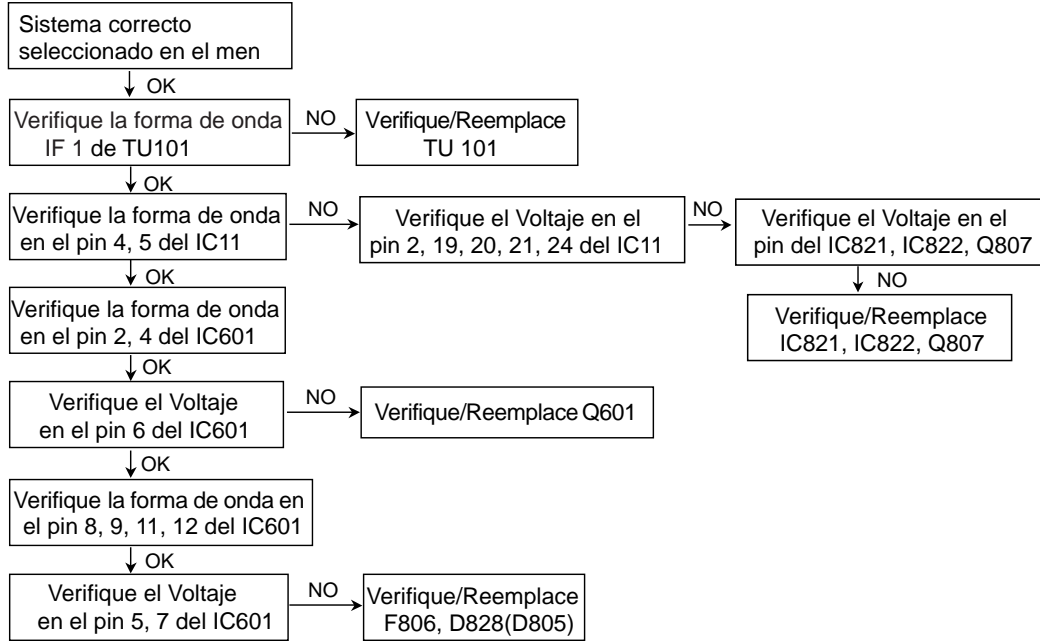 Sistema correcto
seleccionado en el men
OK
Verifique la forma de onda
IF 1 de TU101
NO
Verifique/Reemplace
TU 101
OK
Verifique la forma de onda
en el pin 4, 5 del IC11
NO
Verifique el Voltaje en el
pin 2, 19, 20, 21, 24 del IC11
NO
Verifique el Voltaje en el
pin del IC821, IC822, Q807
NO
Verifique/Reemplace
IC821, IC822, Q807
OK
Verifique la forma de onda
en el pin 2, 4 del IC601
OK
Verifique el Voltaje
en el pin 6 del IC601
NO
Verifique/Reemplace Q601
OK
Verifique la forma de onda en
el pin 8, 9, 11, 12 del IC601
OK
Verifique el Voltaje
en el pin 5, 7 del IC601
NO
Verifique/Reemplace
F806, D828(D805)